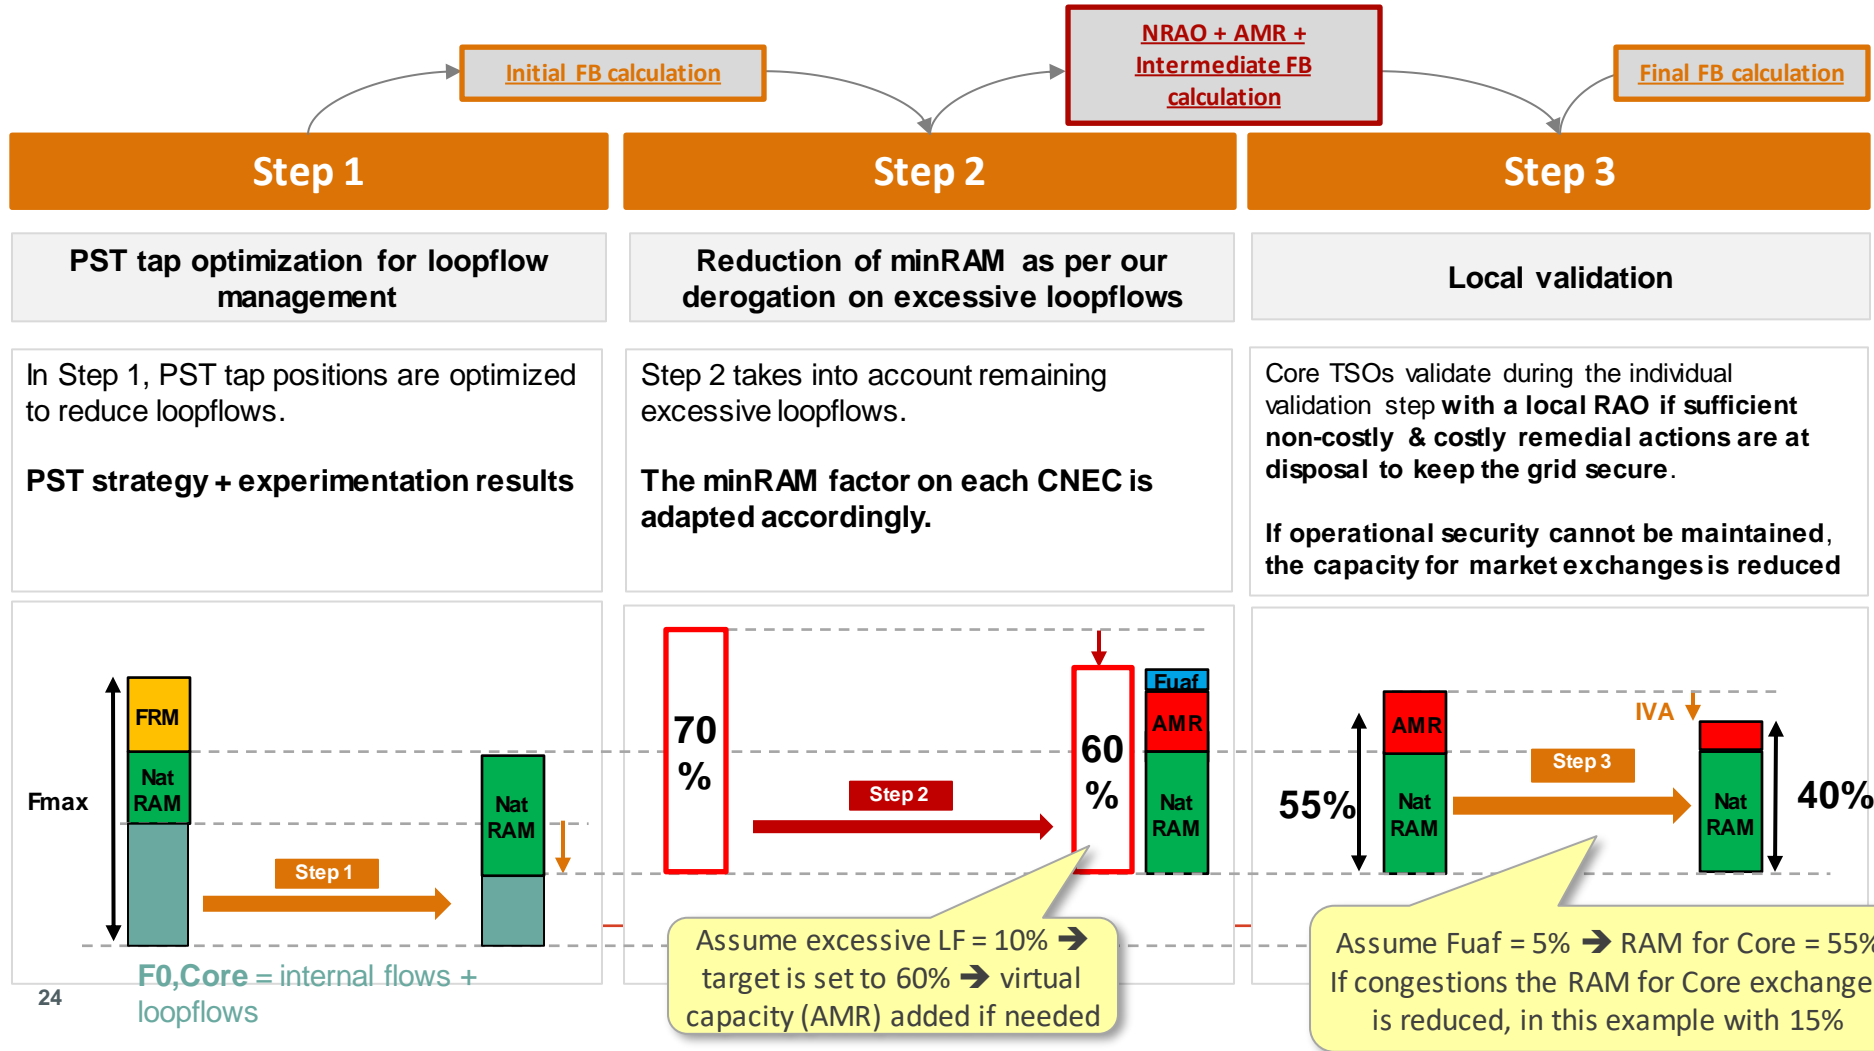 Initial FB calculation
NRAO + AMR +
Intermediate FB
calculation
Final FB calculation
Step 1
Step 2
Step 3
PST tap optimization for loopflow
management
Reduction of minRAM as per our
derogation on excessive loopflows
Local validation
In Step 1, PST tap positions are optimized
to reduce loopflows.
PST strategy + experimentation results
Step 2 takes into account remaining
excessive loopflows.
The minRAM factor on each CNEC is
adapted accordingly.
Core TSOs validate during the individual
validation step with a local RAO if sufficient
non-costly & costly remedial actions are at
disposal to keep the grid secure.
If operational security cannot be maintained,
the capacity for market exchanges is reduced
Fmax
FRM
Nat
RAM
Step 1
Nat
RAM
F0,Core = internal flows +
loopflows
70
%
Step 2
60
%
Fuaf
AMR
Nat
RAM
Assume excessive LF = 10% ➔
target is set to 60% ➔ virtual
capacity (AMR) added if needed
55%
AMR
Nat
RAM
Step 3
IVA
Nat
RAM
40%
Assume Fuaf = 5% ➔ RAM for Core = 55%
If congestions the RAM for Core exchange
is reduced, in this example with 15%
24